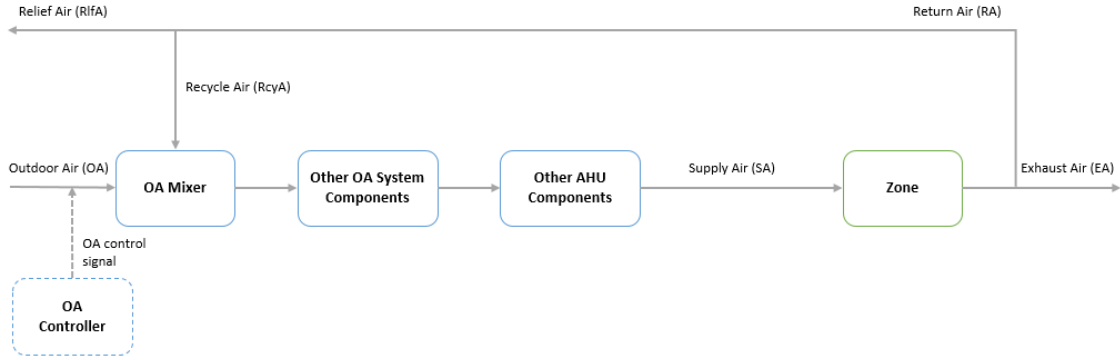 Relief Air (RlfA)
Return Air (RA)
Recycle Air (RcyA)
Outdoor Air (OA)
OA Mixer
Other OA System
Components
Other AHU
Components
Supply Air (SA)
Zone
Exhaust Air (EA)
OA control
signal
OA
Controller